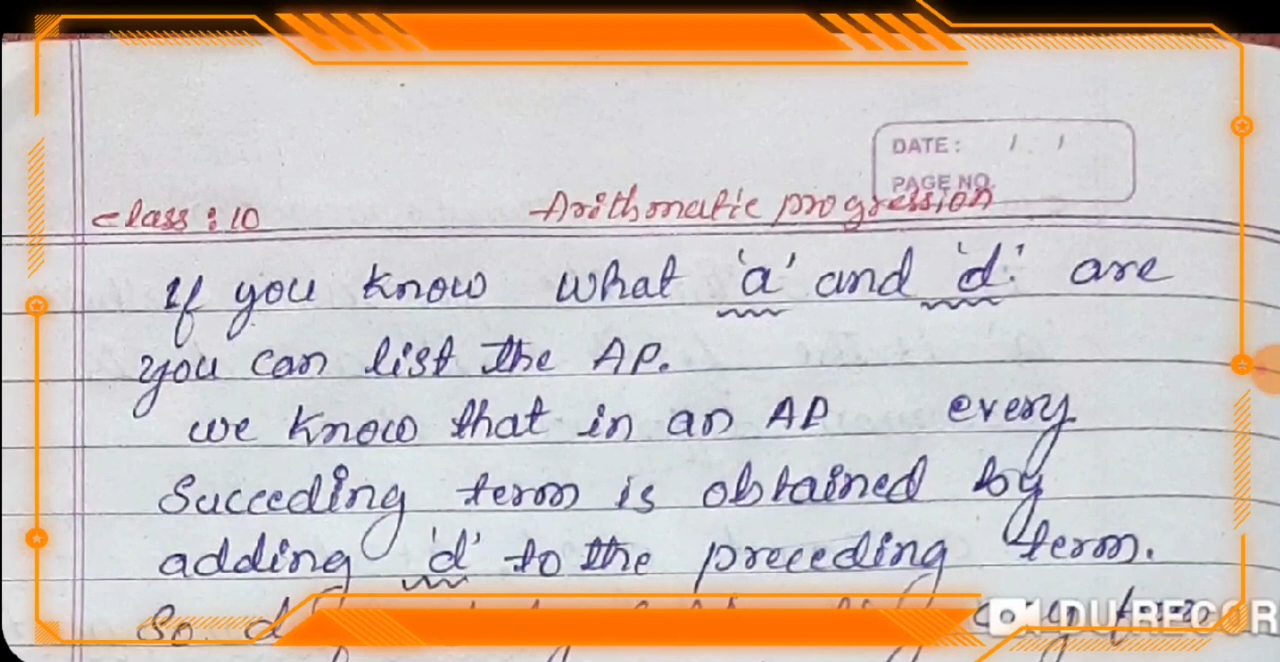 DATE: / /
PAGE NO.
class : 10 Arithmatic progression
If you know what 'a' and 'd' are
you can list the AP.
we know that in an AP every
Succeding term is obtained by
adding 'd' to the preceding term.
So d
DU RECOR